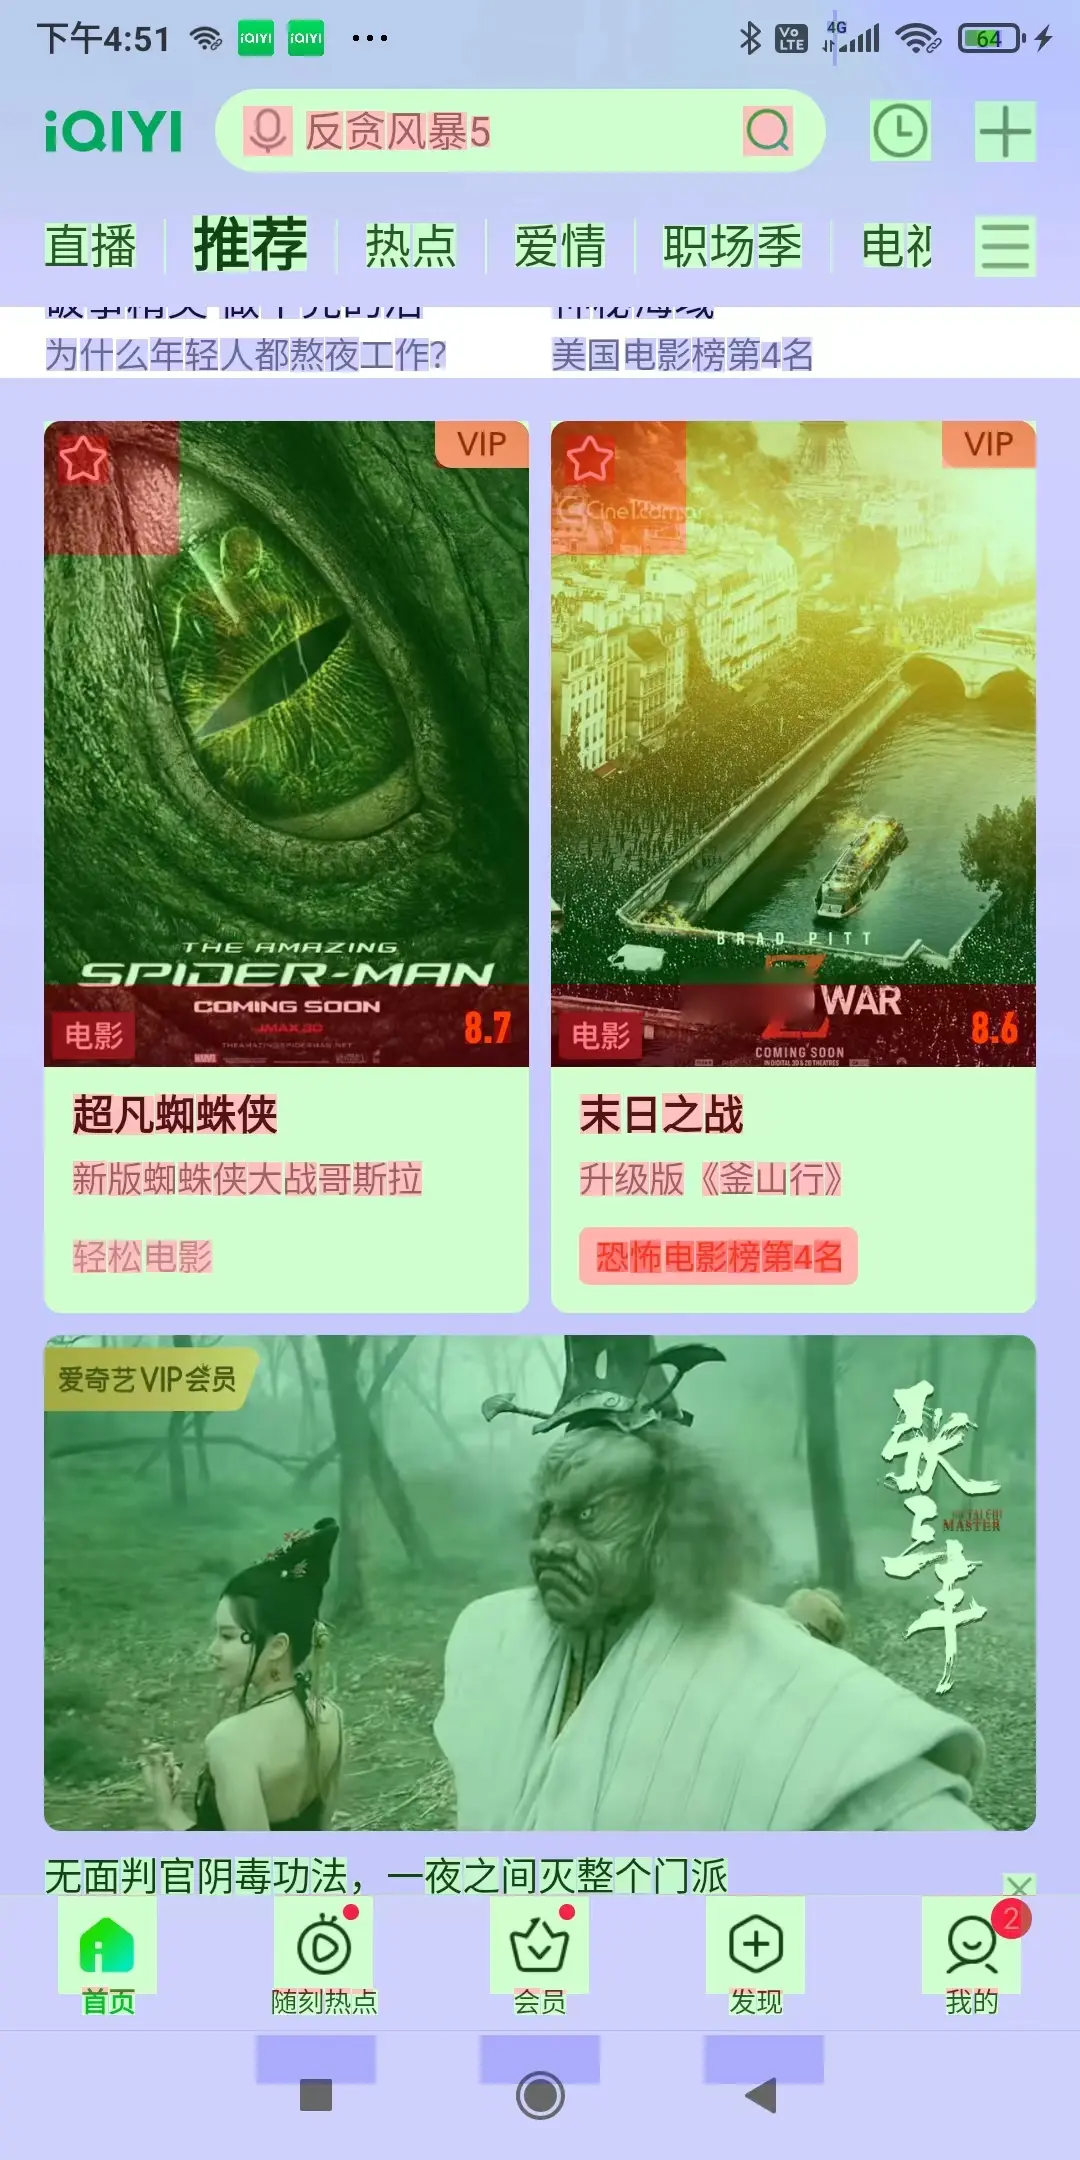 下午4:51 iQIYI iQIYI ... Vo LTE 4G 64
iQIYI 反贪风暴5
直播 推荐 热点 爱情 职场季 电视
为什么年轻人都熬夜工作?
美国电影榜第4名
VIP
THE AMAZING
SPIDER-MAN
COMING SOON
IMAX 3D
电影 8.7
超凡蜘蛛侠
新版蜘蛛侠大战哥斯拉
轻松电影
VIP
BRAD PITT
Z WAR
COMING SOON
电影 8.6
末日之战
升级版《釜山行》
恐怖电影榜第4名
爱奇艺VIP会员
张三丰
MASTER
无面判官阴毒功法，一夜之间灭整个门派
首页 随刻热点 会员 发现 我的 2